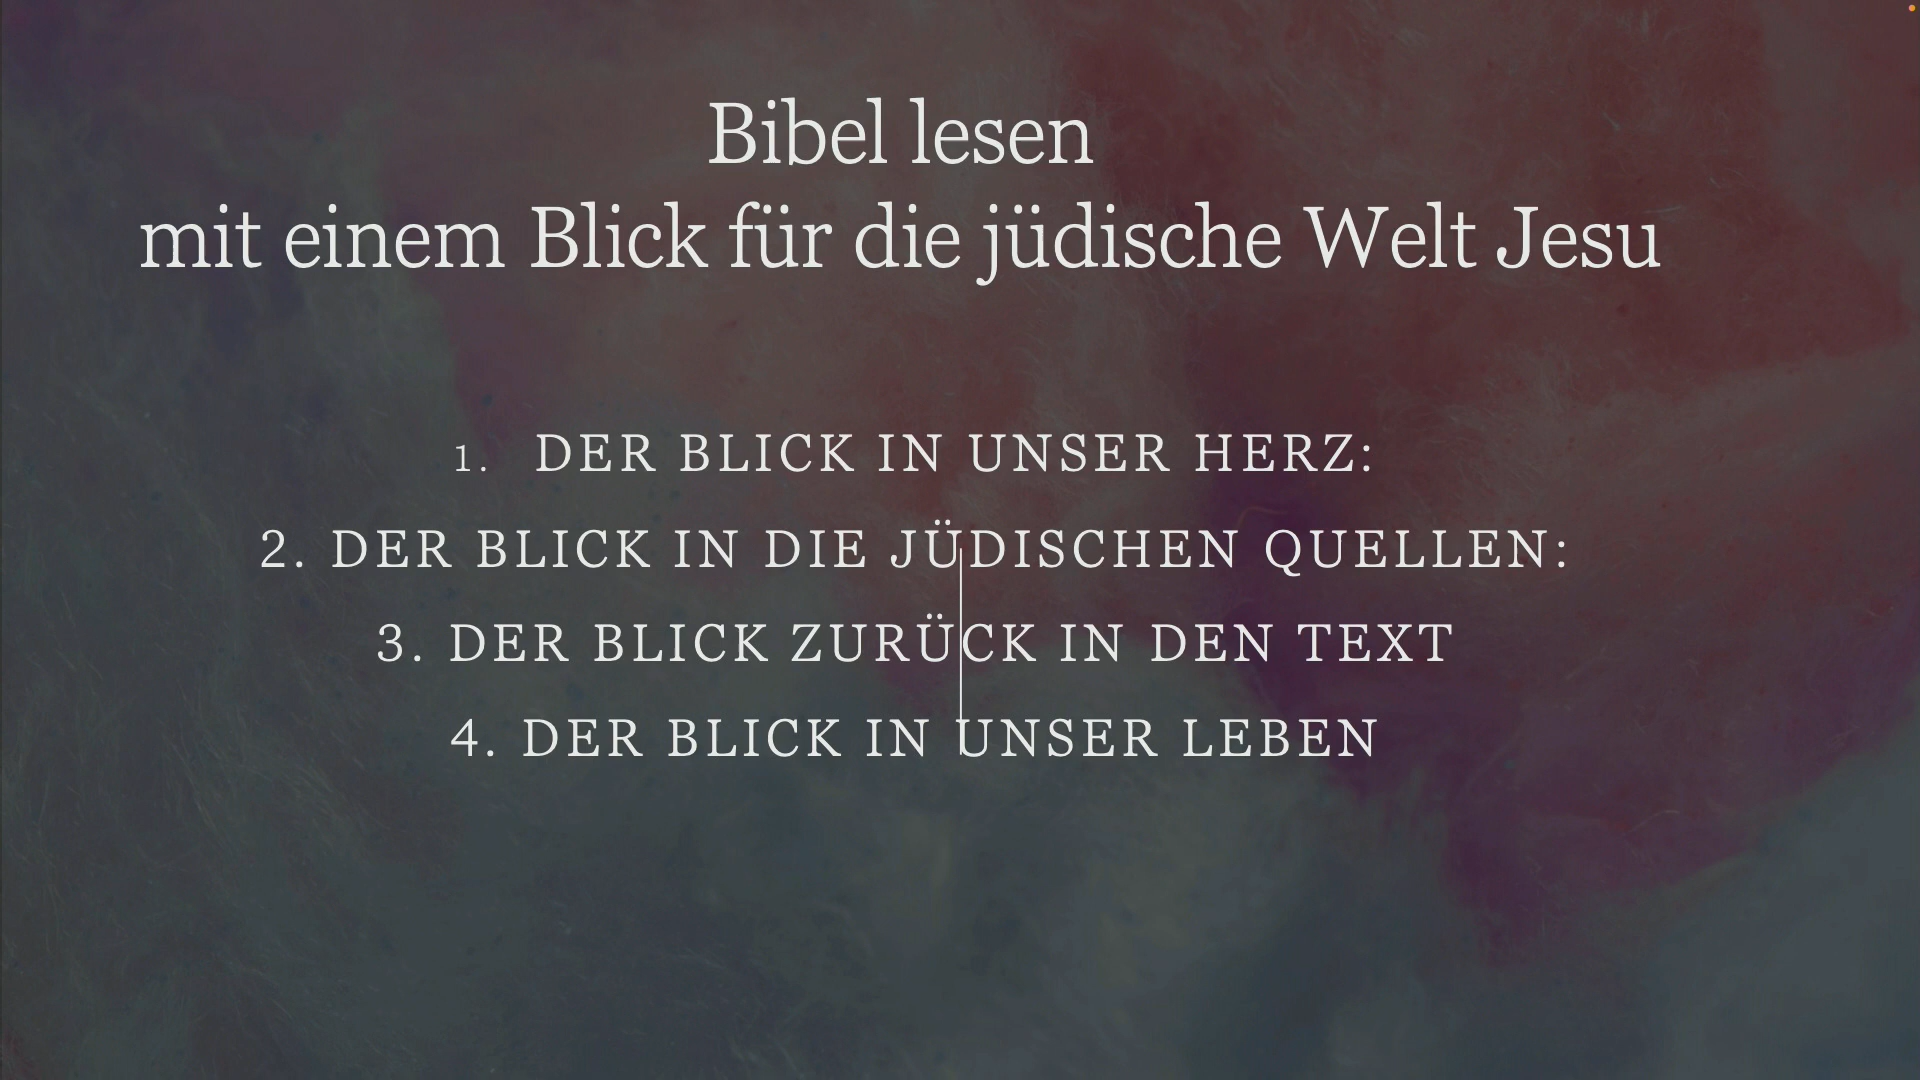 Bibel lesen
mit einem Blick für die jüdische Welt Jesu
1. DER BLICK IN UNSER HERZ:
2. DER BLICK IN DIE JÜDISCHEN QUELLEN:
3. DER BLICK ZURÜCK IN DEN TEXT
4. DER BLICK IN UNSER LEBEN